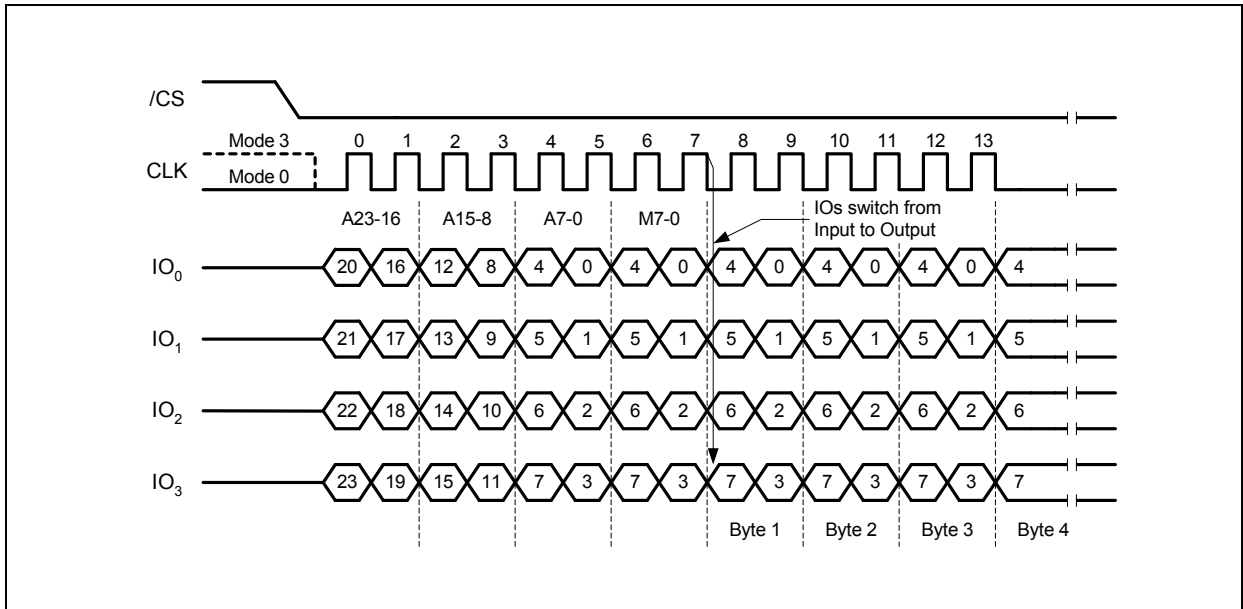 /CS
Mode 3 0 1 2 3 4 5 6 7 8 9 10 11 12 13
CLK
Mode 0
A23-16 A15-8 A7-0 M7-0 IOs switch from
Input to Output
IO0 20 16 12 8 4 0 4 0 4 0 4 0 4 0 4
IO1 21 17 13 9 5 1 5 1 5 1 5 1 5 1 5
IO2 22 18 14 10 6 2 6 2 6 2 6 2 6 2 6
IO3 23 19 15 11 7 3 7 3 7 3 7 3 7 3 7
Byte 1 Byte 2 Byte 3 Byte 4